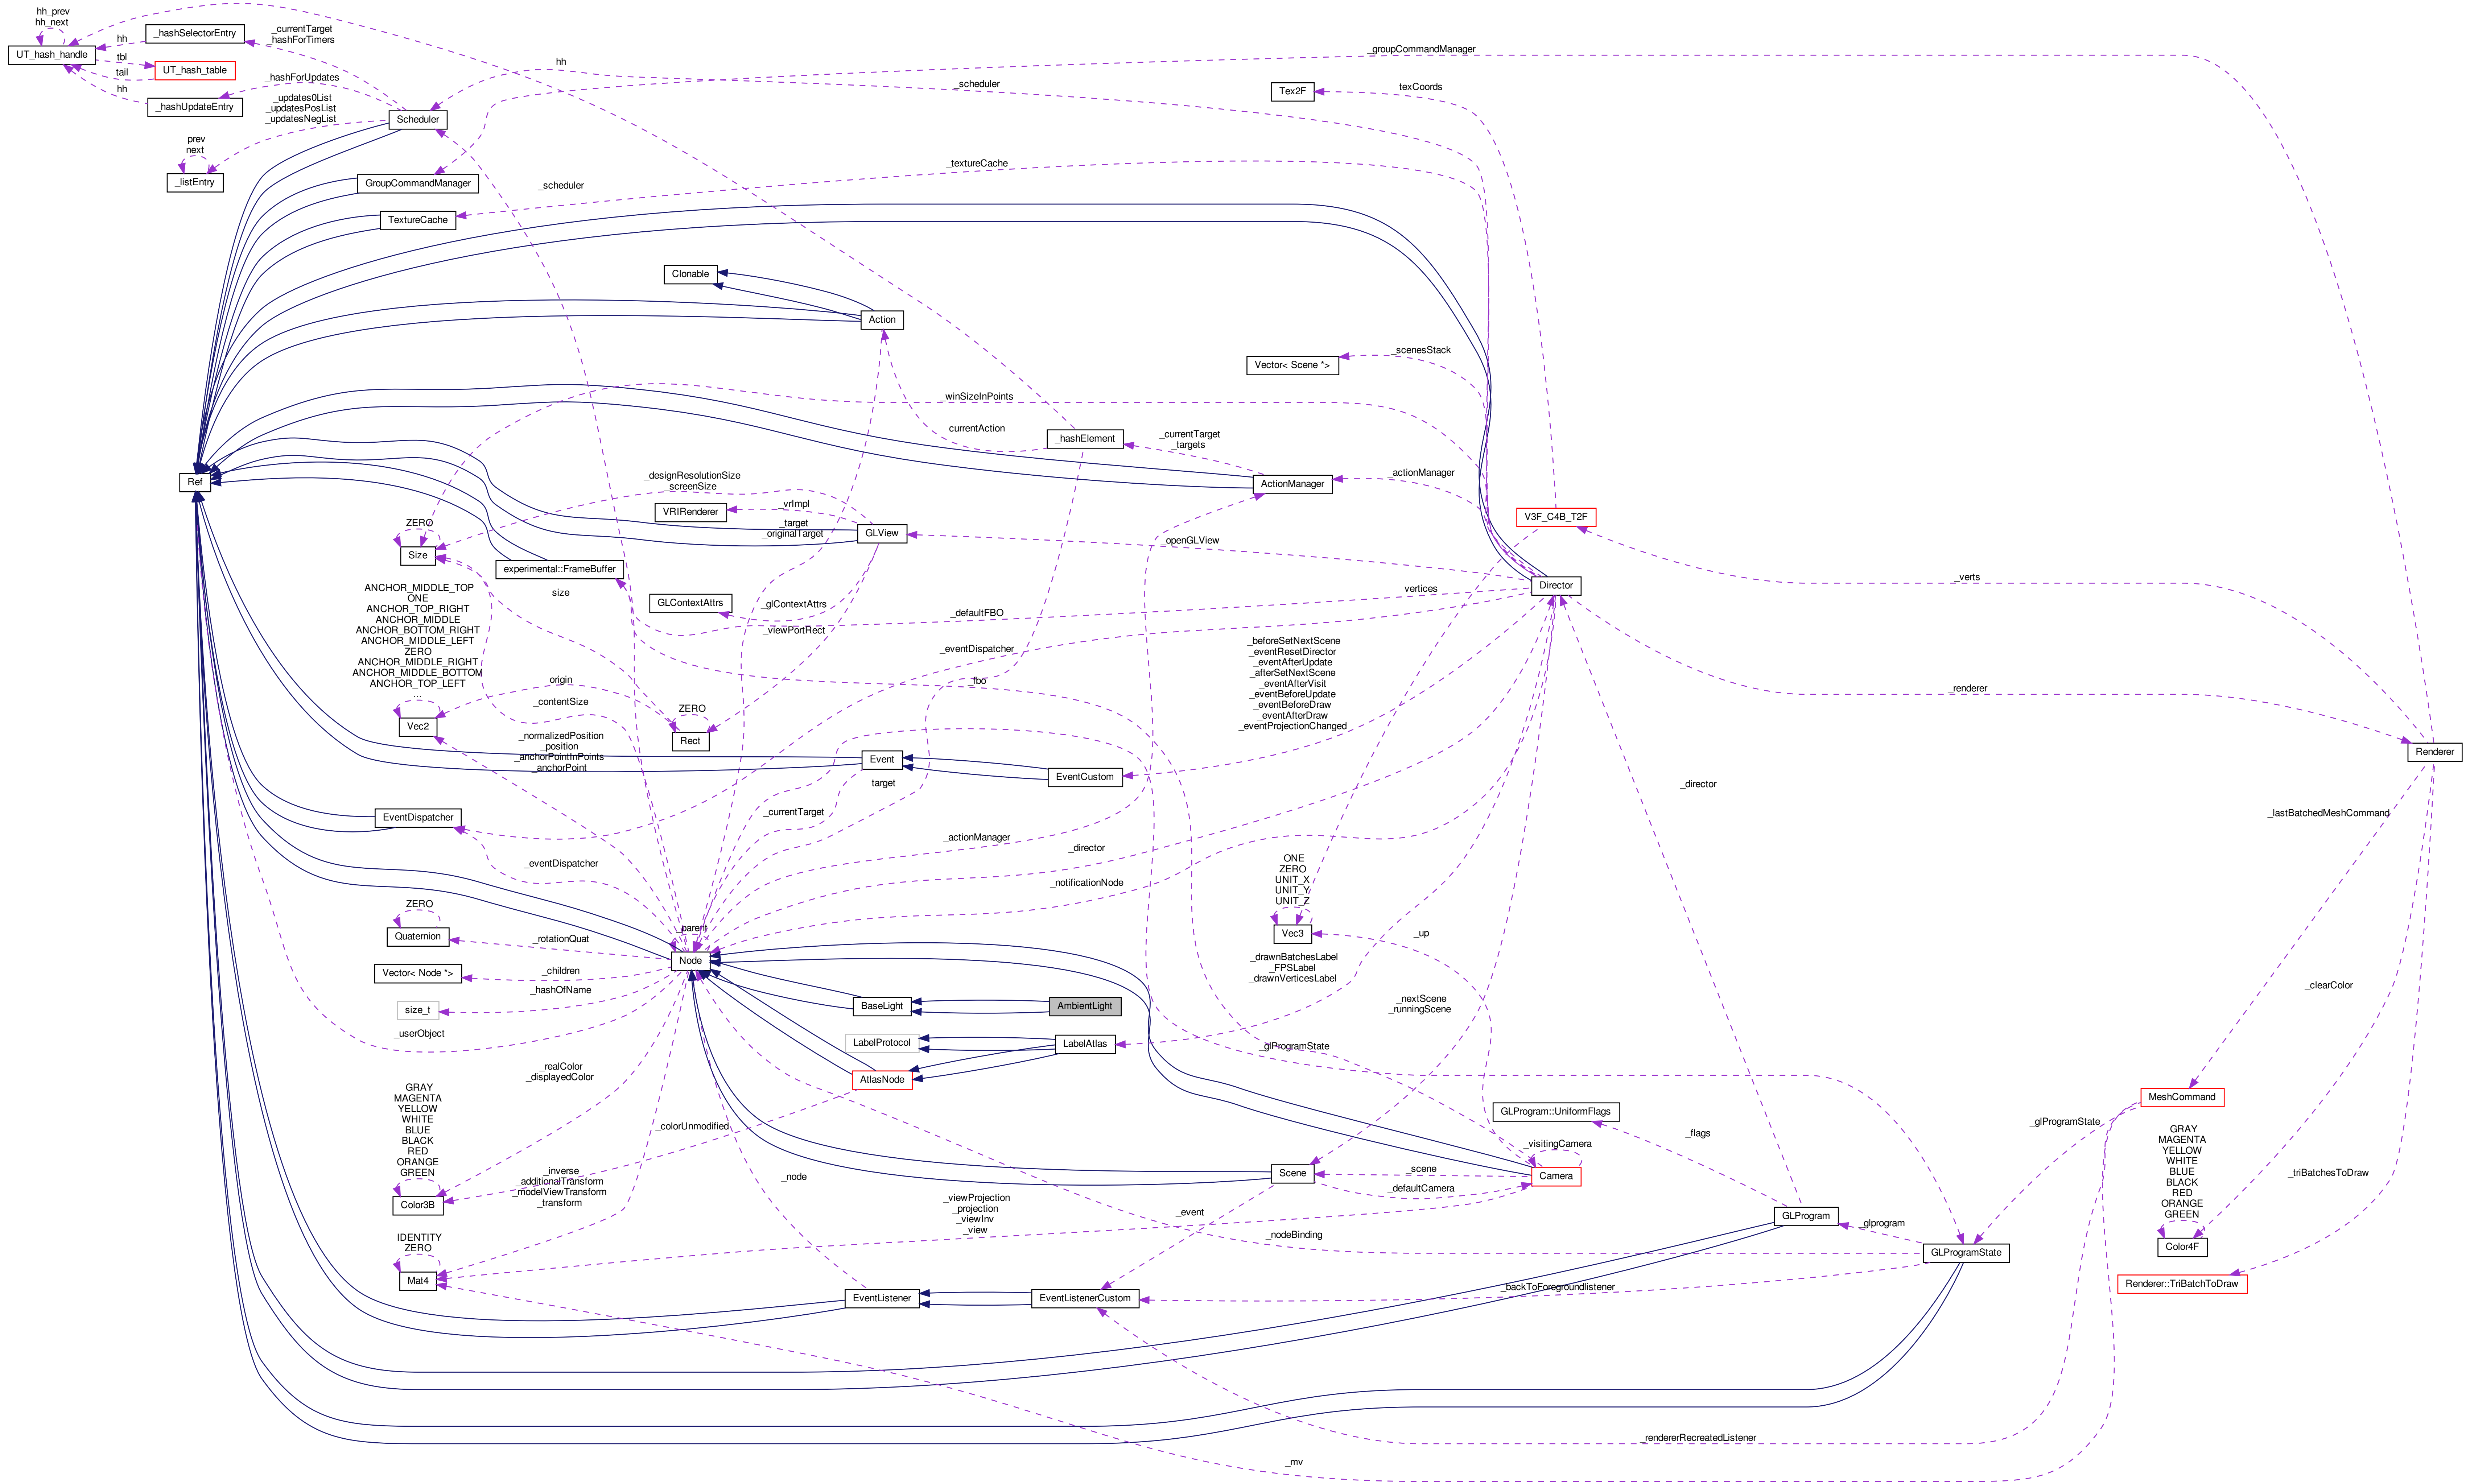 hh_prev
hh_next
UT_hash_handle
hh
tbl
tail
hh
_hashSelectorEntry
UT_hash_table
_hashUpdateEntry
_currentTarget
_hashForTimers
_hashForUpdates
_updates0List
_updatesPosList
_updatesNegList
prev
next
_listEntry
Scheduler
GroupCommandManager
TextureCache
hh
_scheduler
_groupCommandManager
_scheduler
_textureCache
Tex2F
texCoords
Clonable
Action
Vector< Scene *>
_scenesStack
_winSizeInPoints
currentAction
_hashElement
_currentTarget
_targets
ActionManager
_actionManager
Ref
_designResolutionSize
_screenSize
VRIRenderer
_vrImpl
_target
_originalTarget
GLView
_openGLView
V3F_C4B_T2F
ZERO
Size
experimental::FrameBuffer
size
GLContextAttrs
_glContextAttrs
_viewPortRect
_defaultFBO
vertices
Director
_verts
ANCHOR_MIDDLE_TOP
ONE
ANCHOR_TOP_RIGHT
ANCHOR_MIDDLE
ANCHOR_BOTTOM_RIGHT
ANCHOR_MIDDLE_LEFT
ZERO
ANCHOR_MIDDLE_RIGHT
ANCHOR_MIDDLE_BOTTOM
ANCHOR_TOP_LEFT
...
Vec2
origin
_contentSize
ZERO
Rect
_eventDispatcher
_fbo
_beforeSetNextScene
_eventResetDirector
_eventAfterUpdate
_afterSetNextScene
_eventAfterVisit
_eventBeforeUpdate
_eventBeforeDraw
_eventAfterDraw
_eventProjectionChanged
_renderer
Renderer
_normalizedPosition
_position
_anchorPointInPoints
_anchorPoint
Event
EventCustom
target
_director
EventDispatcher
_currentTarget
_actionManager
_director
_lastBatchedMeshCommand
_eventDispatcher
_notificationNode
ONE
ZERO
UNIT_X
UNIT_Y
UNIT_Z
Vec3
ZERO
Quaternion
_rotationQuat
_parent
Node
_up
Vector< Node *>
_children
size_t
_hashOfName
_userObject
BaseLight
AmbientLight
_drawnBatchesLabel
_FPSLabel
_drawnVerticesLabel
_nextScene
_runningScene
_clearColor
LabelProtocol
LabelAtlas
_glProgramState
AtlasNode
_realColor
_displayedColor
GRAY
MAGENTA
YELLOW
WHITE
BLUE
BLACK
RED
ORANGE
GREEN
Color3B
_colorUnmodified
GLProgram::UniformFlags
_flags
MeshCommand
_glProgramState
_visitingCamera
Camera
_scene
Scene
_defaultCamera
_inverse
_additionalTransform
_modelViewTransform
_transform
_node
_viewProjection
_projection
_viewInv
_view
_event
GRAY
MAGENTA
YELLOW
WHITE
BLUE
BLACK
RED
ORANGE
GREEN
Color4F
_triBatchesToDraw
GLProgram
_glprogram
_nodeBinding
GLProgramState
IDENTITY
ZERO
Mat4
Renderer::TriBatchToDraw
EventListener
EventListenerCustom
_backToForegroundlistener
_rendererRecreatedListener
_mv